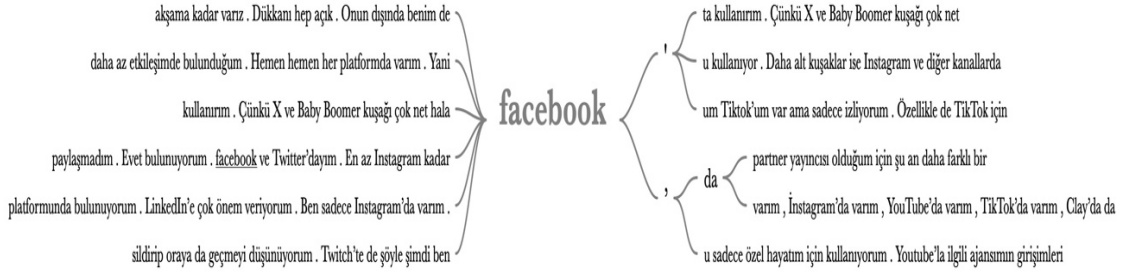 akşama kadar varız . Dükkanı hep açık . Onun dışında benim de
daha az etkileşimde bulunduğum . Hemen hemen her platformda varım . Yani
kullanırım . Çünkü X ve Baby Boomer kuşağı çok net hala
paylaşmadım . Evet bulunuyorum . facebook ve Twitter'dayım . En az Instagram kadar
platformunda bulunuyorum . LinkedIn'e çok önem veriyorum . Ben sadece Instagram'da varım .
sildirip oraya da geçmeyi düşünüyorum . Twitch'te de şöyle şimdi ben
facebook
'
ta kullanırım . Çünkü X ve Baby Boomer kuşağı çok net
u kullanıyor . Daha alt kuşaklar ise Instagram ve diğer kanallarda
um Tiktok'um var ama sadece izliyorum . Özellikle de TikTok için
’
da
partner yayıncısı olduğum için şu an daha farklı bir
varım , İnstagram'da varım , YouTube'da varım , TikTok'da varım , Clay'da da
u sadece özel hayatım için kullanıyorum . Youtube'la ilgili ajansımın girişimleri